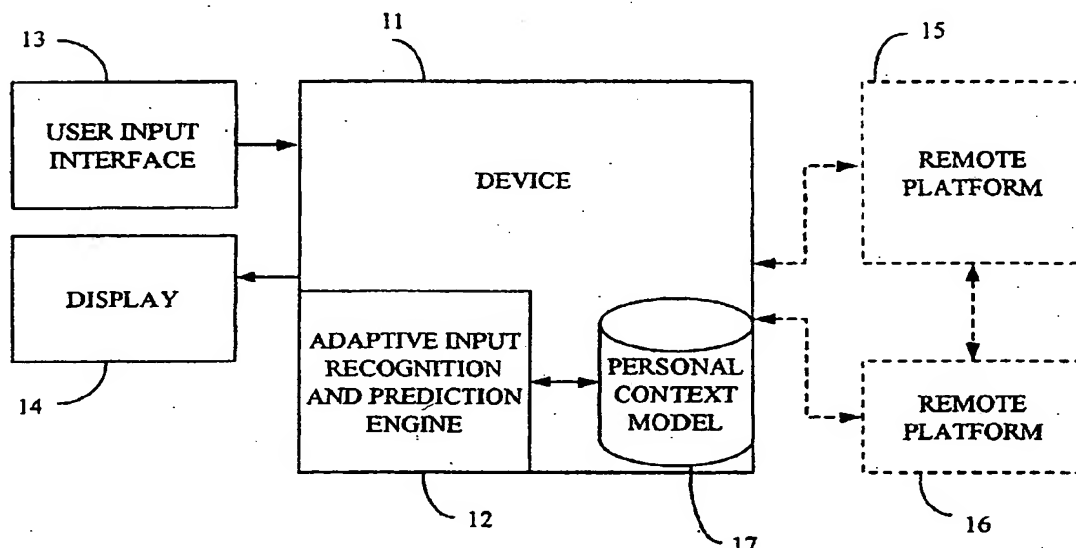 13
11
15
USER INPUT
INTERFACE
DEVICE
REMOTE
PLATFORM
DISPLAY
ADAPTIVE INPUT
RECOGNITION
AND PREDICTION
ENGINE
PERSONAL
CONTEXT
MODEL
REMOTE
PLATFORM
14
12
17
16